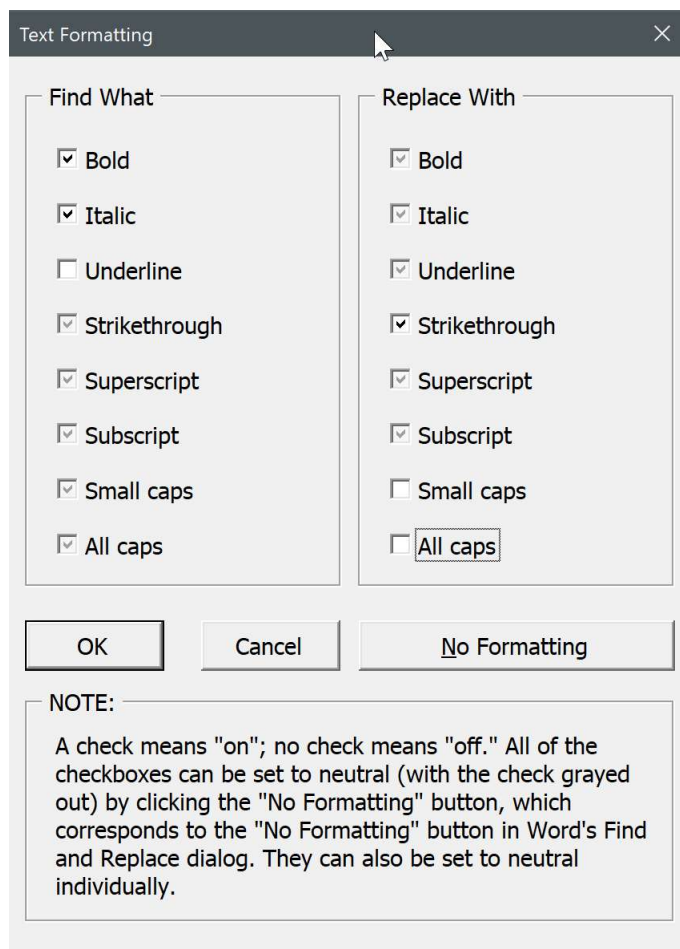 Text Formatting
Find What
Bold
Italic
Underline
Strikethrough
Superscript
Subscript
Small caps
All caps
Replace With
Bold
Italic
Underline
Strikethrough
Superscript
Subscript
Small caps
All caps
OK
Cancel
No Formatting
NOTE:
A check means "on"; no check means "off." All of the
checkboxes can be set to neutral (with the check grayed
out) by clicking the "No Formatting" button, which
corresponds to the "No Formatting" button in Word's Find
and Replace dialog. They can also be set to neutral
individually.